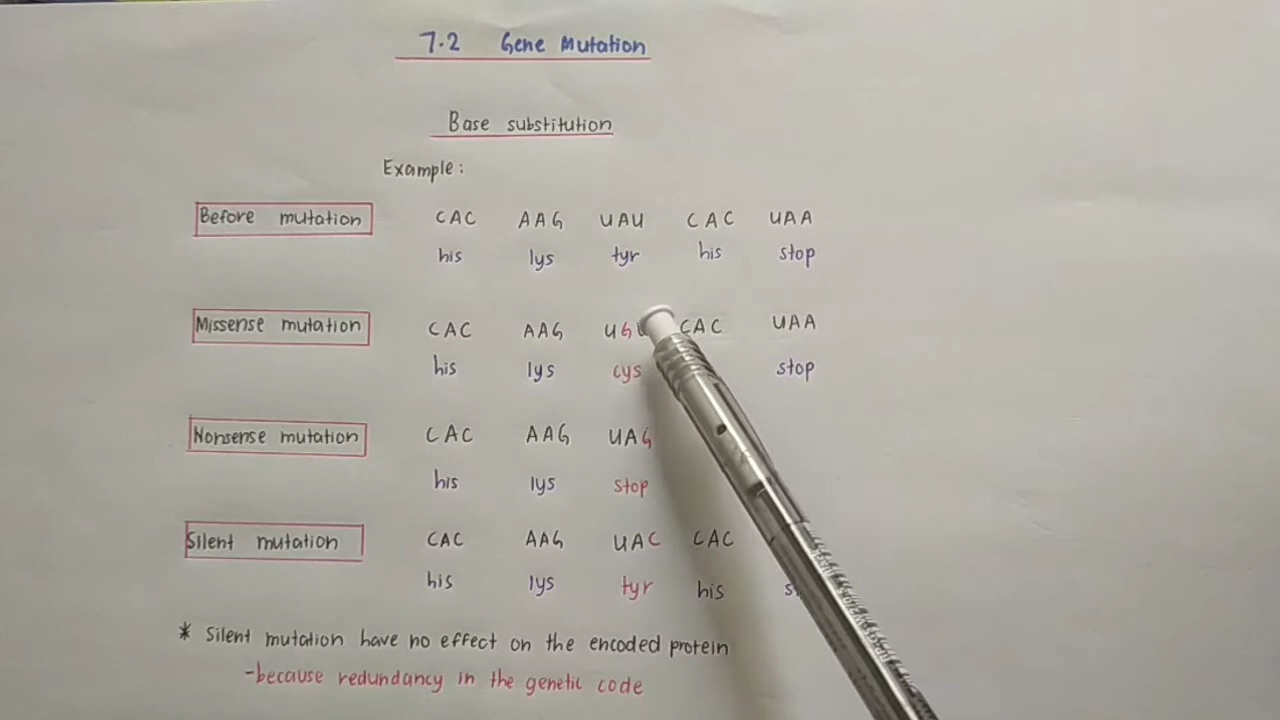 7.2 Gene Mutation
Base substitution
Example:
Before mutation CAC AAG UAU CAC UAA
his lys tyr his stop
Missense mutation CAC AAG UG CAC UAA
his lys cys stop
Nonsense mutation CAC AAG UAG
his lys stop
Silent mutation CAC AAG UAC CAC
his lys tyr his
* Silent mutation have no effect on the encoded protein
-because redundancy in the genetic code